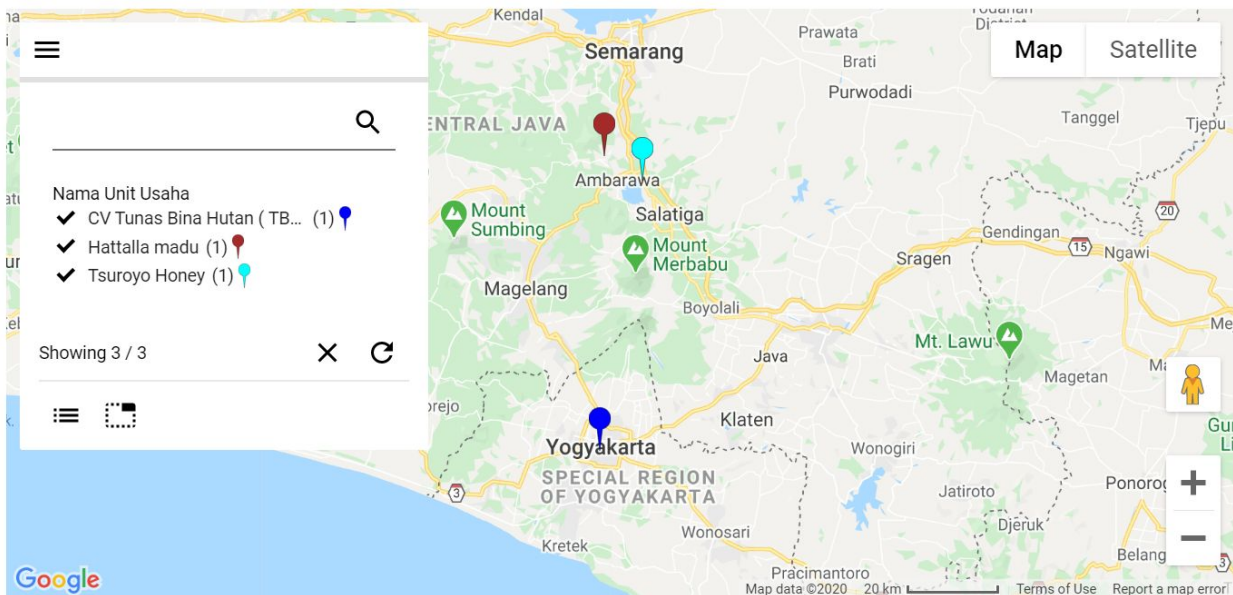 Kendal
Semarang
Prawata
Brati
Purwodadi
Map
Satellite
Tanggel
Tjepu
CENTRAL JAVA
Ambarawa
Salatiga
Mount
Sumbing
Mount
Merbabu
Magelang
Boyolali
Sragen
Gendingan
20
15
Ngawi
Java
Mt. Lawu
Magetan
Klaten
Yogyakarta
SPECIAL REGION
OF YOGYAKARTA
3
Wonogiri
Jatiroto
Djeruk
Wonosari
Kretek
Pracimantoro
3
Nama Unit Usaha
CV Tunas Bina Hutan ( TB... (1)
Hattalla madu (1)
Tsuroyo Honey (1)
Showing 3 / 3
Google
Map data ©2020
20 km
Terms of Use
Report a map error